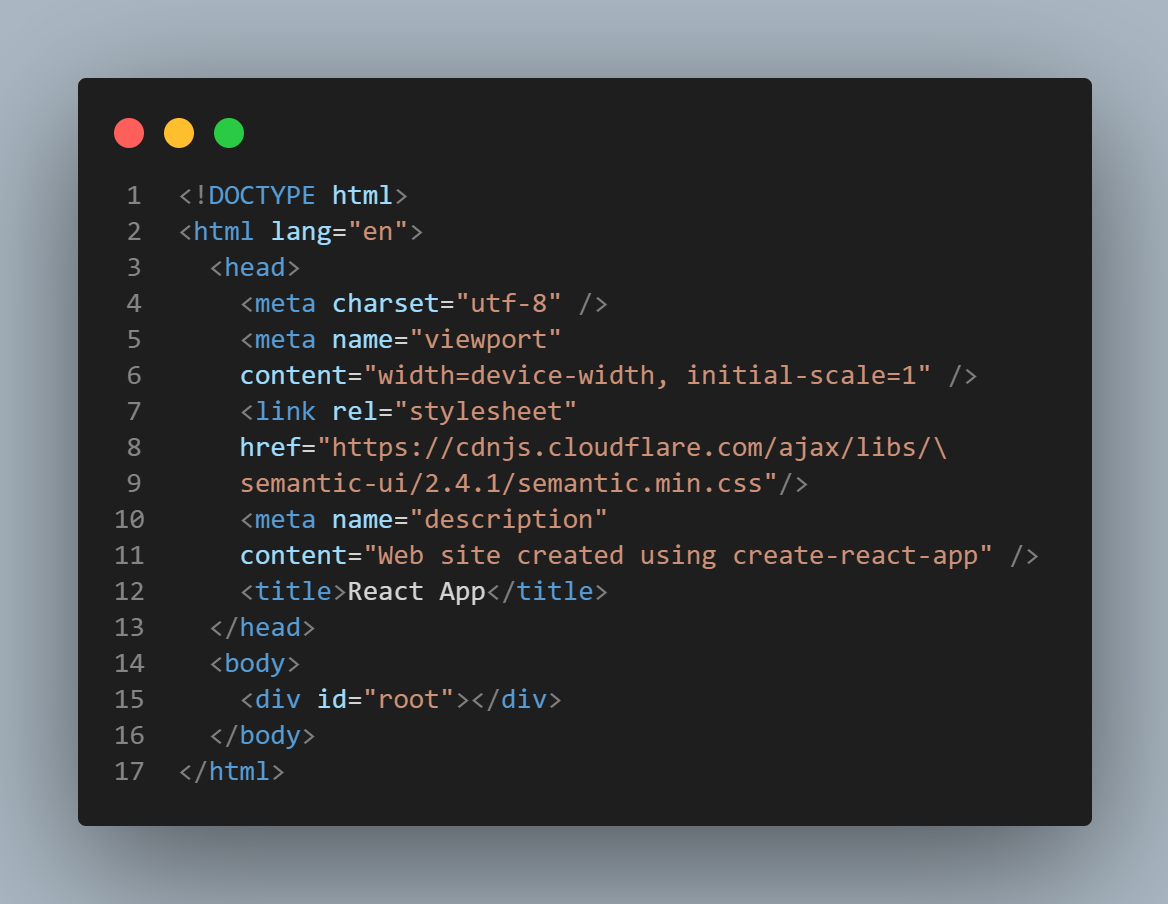 1 <!DOCTYPE html>
2 <html lang="en">
3   <head>
4     <meta charset="utf-8" />
5     <meta name="viewport"
6     content="width=device-width, initial-scale=1" />
7     <link rel="stylesheet"
8     href="https://cdnjs.cloudflare.com/ajax/libs/\
9     semantic-ui/2.4.1/semantic.min.css"/>
10     <meta name="description"
11     content="Web site created using create-react-app" />
12     <title>React App</title>
13   </head>
14   <body>
15     <div id="root"></div>
16   </body>
17 </html>